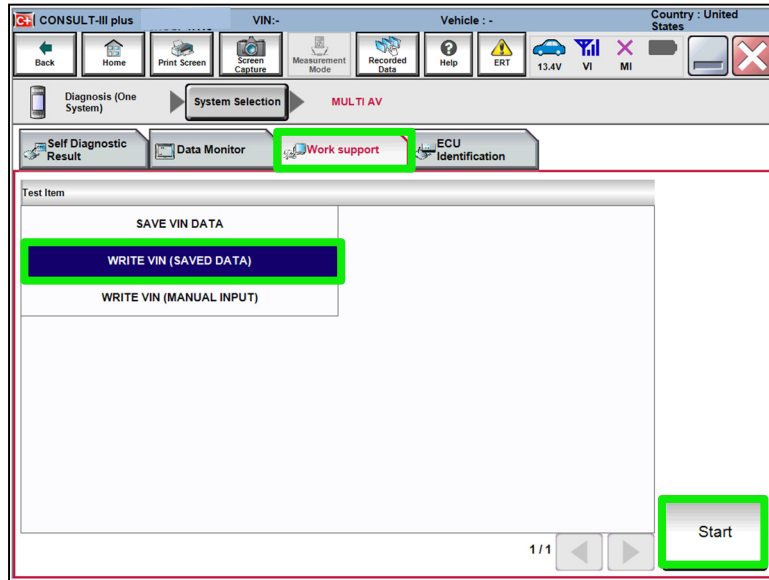 CONSULT-III plus
VIN:-
Vehicle : -
Country : United
States
Back
Home
Print Screen
Screen
Capture
Measurement
Mode
Recorded
Data
Help
ERT
13.4V
VI
MI
Diagnosis (One
System)
System Selection
MULTI AV
Self Diagnostic
Result
Data Monitor
Work support
ECU
Identification
Test Item
SAVE VIN DATA
WRITE VIN (SAVED DATA)
WRITE VIN (MANUAL INPUT)
1/1
Start